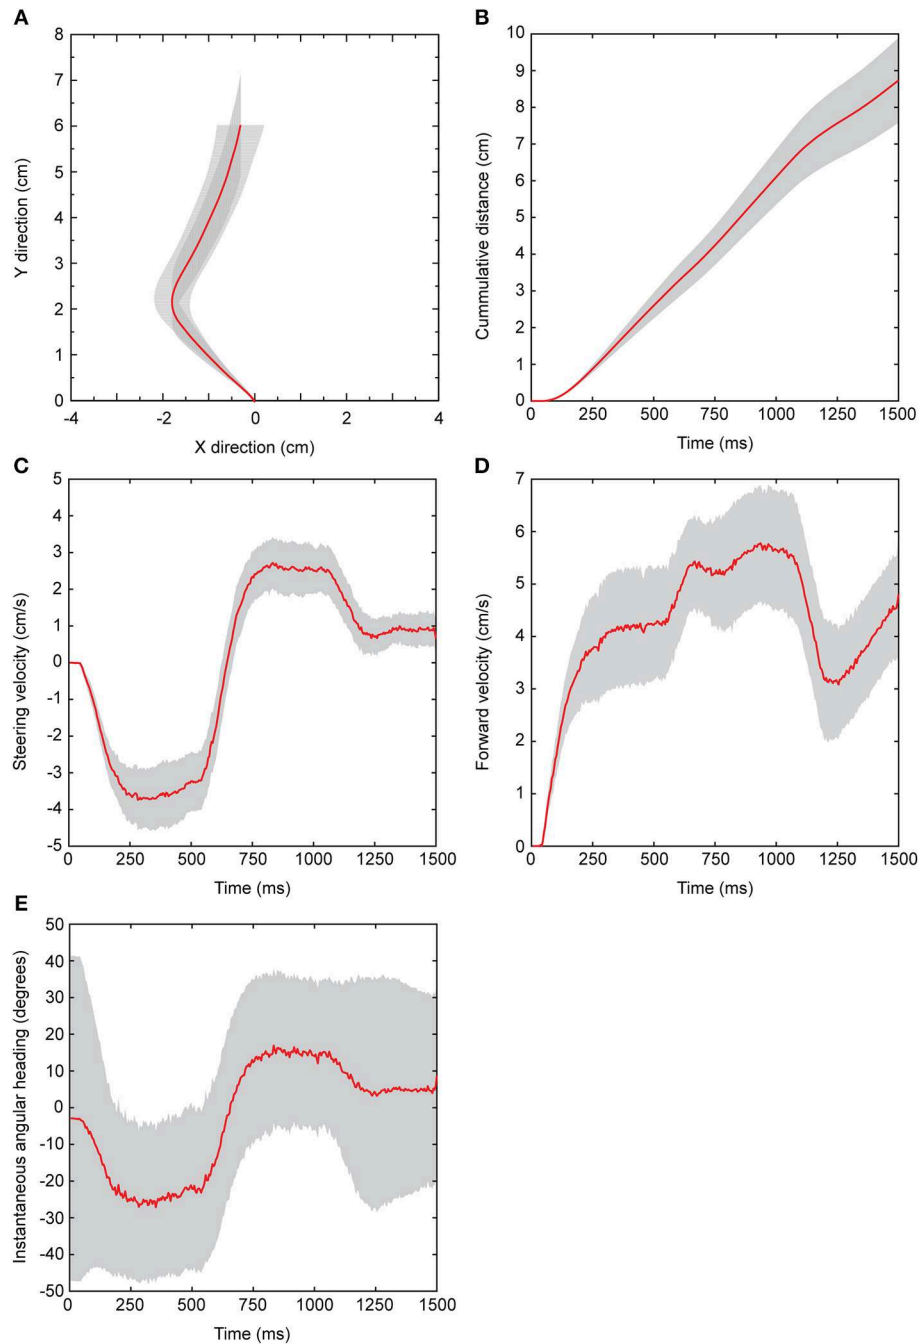 A
8
7
6
5
4
3
2
1
0
Y direction (cm)
-4 -2 0 2 4
X direction (cm)
B
10
9
8
7
6
5
4
3
2
1
0
Cummulative distance (cm)
0 250 500 750 1000 1250 1500
Time (ms)
C
5
4
3
2
1
0
-1
-2
-3
-4
-5
Steering velocity (cm/s)
0 250 500 750 1000 1250 1500
Time (ms)
D
7
6
5
4
3
2
1
0
Forward velocity (cm/s)
0 250 500 750 1000 1250 1500
Time (ms)
E
50
40
30
20
10
0
-10
-20
-30
-40
-50
Instantaneous angular heading (degrees)
0 250 500 750 1000 1250 1500
Time (ms)